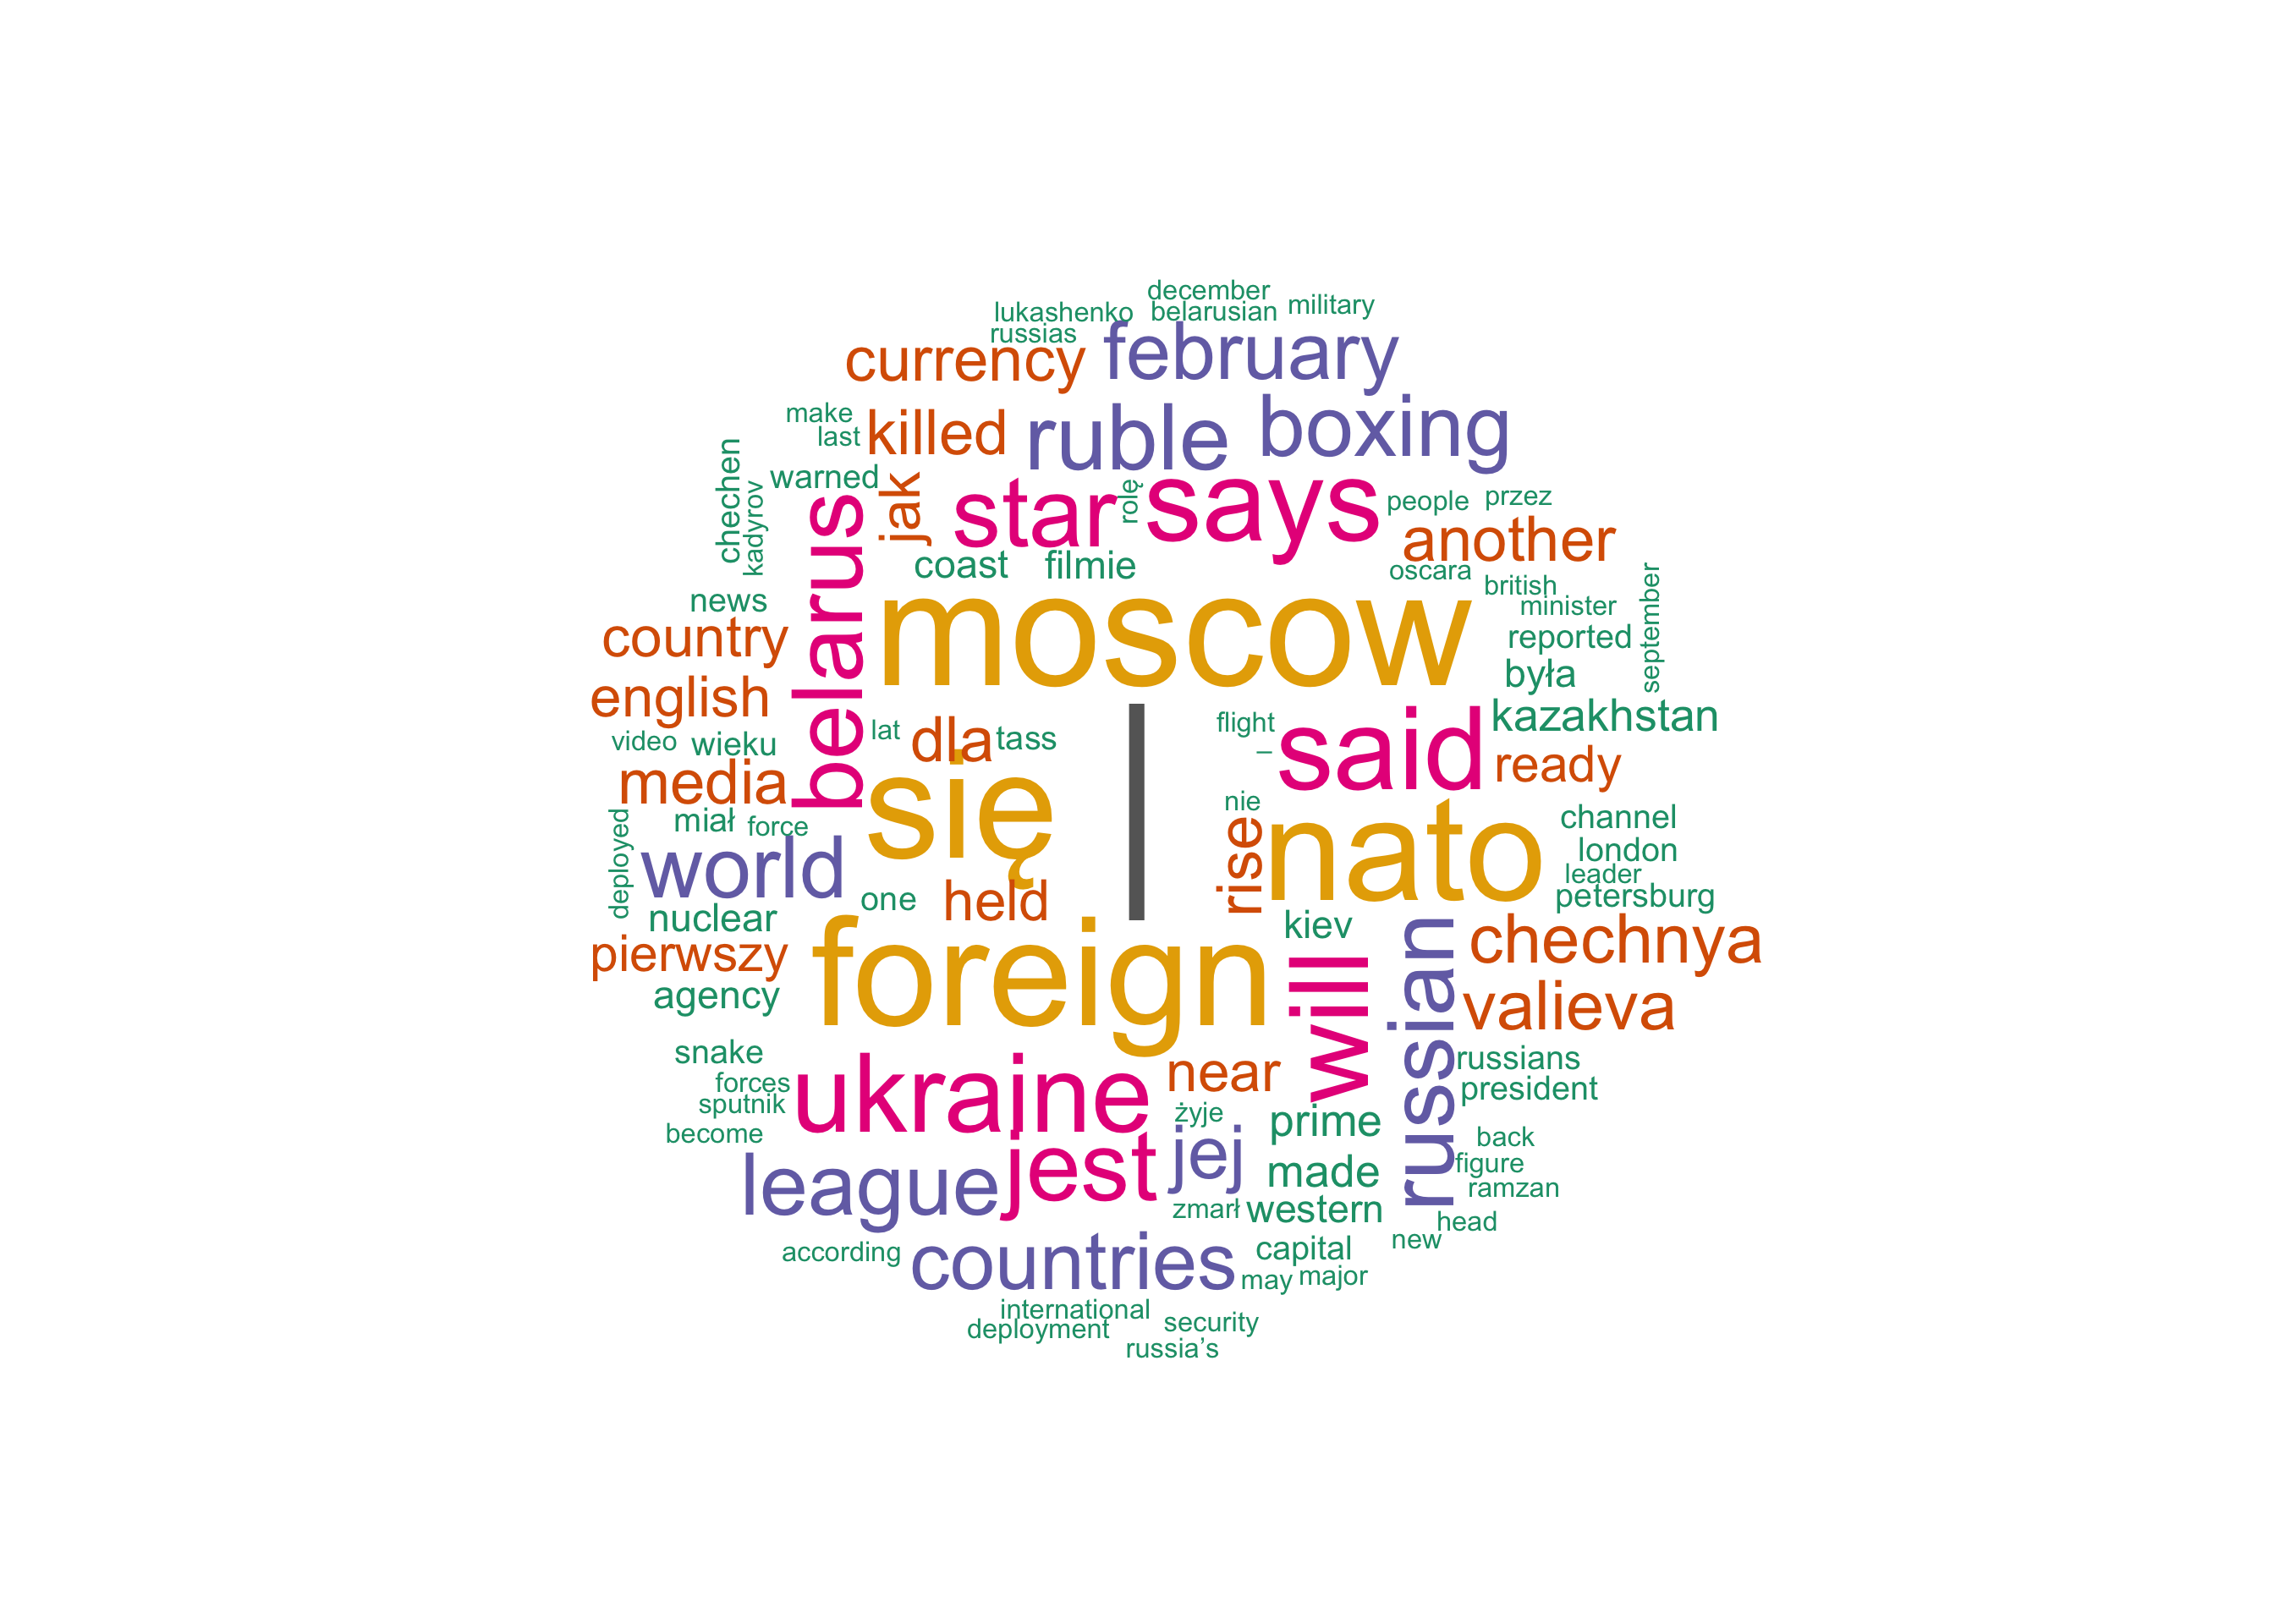 december
lukashenko
belarusian
military
russias
currency
february
make
last
killed
ruble
boxing
chechen
kadyrov
warned
jak
star
rolę
says
people
przez
another
belarus
coast
filmie
oscara
british
september
news
minister
moscow
reported
country
była
english
lat
dla
tass
|
flight
–
said
kazakhstan
video
wieku
media
się
ready
miał
force
nie
channel
deployed
world
rise
nato
london
leader
nuclear
one
held
petersburg
kiev
pierwszy
foreign
will
russian
chechnya
agency
valieva
snake
forces
sputnik
ukraine
near
russians
president
become
żyje
prime
back
league
jest
jej
made
figure
ramzan
zmarł
western
head
new
according
countries
capital
may
major
international
deployment
security
russia’s